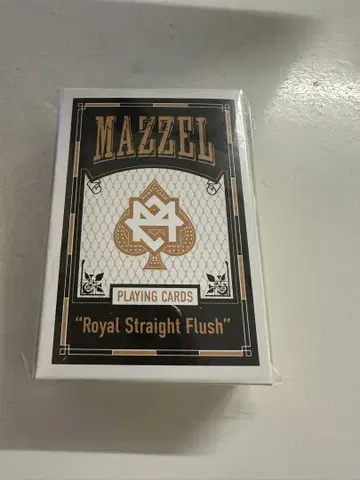 MAZZEL
PLAYING CARDS
“Royal Straight Flush”